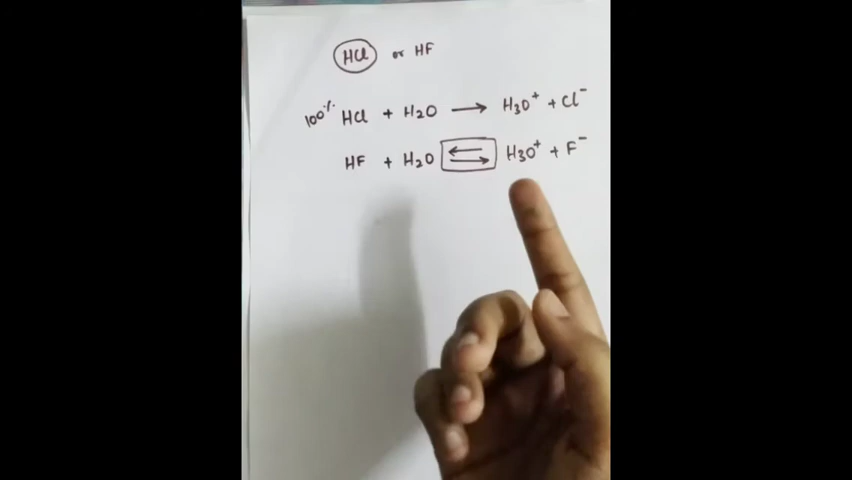 HCl or HF
100% HCl + H₂O → H₃O⁺ + Cl⁻
HF + H₂O ⇌ H₃O⁺ + F⁻